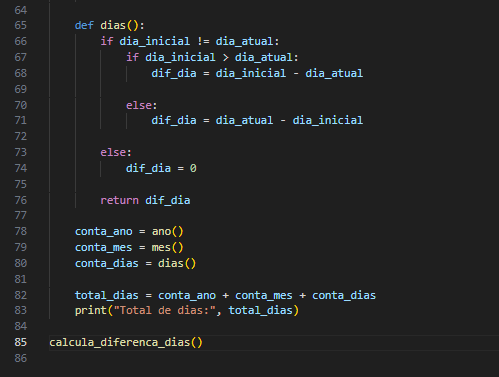 64
65 def dias():
66 if dia_inicial != dia_atual:
67 if dia_inicial > dia_atual:
68 dif_dia = dia_inicial - dia_atual
69
70 else:
71 dif_dia = dia_atual - dia_inicial
72
73 else:
74 dif_dia = 0
75
76 return dif_dia
77
78 conta_ano = ano()
79 conta_mes = mes()
80 conta_dias = dias()
81
82 total_dias = conta_ano + conta_mes + conta_dias
83 print("Total de dias:", total_dias)
84
85 calcula_diferenca_dias()
86